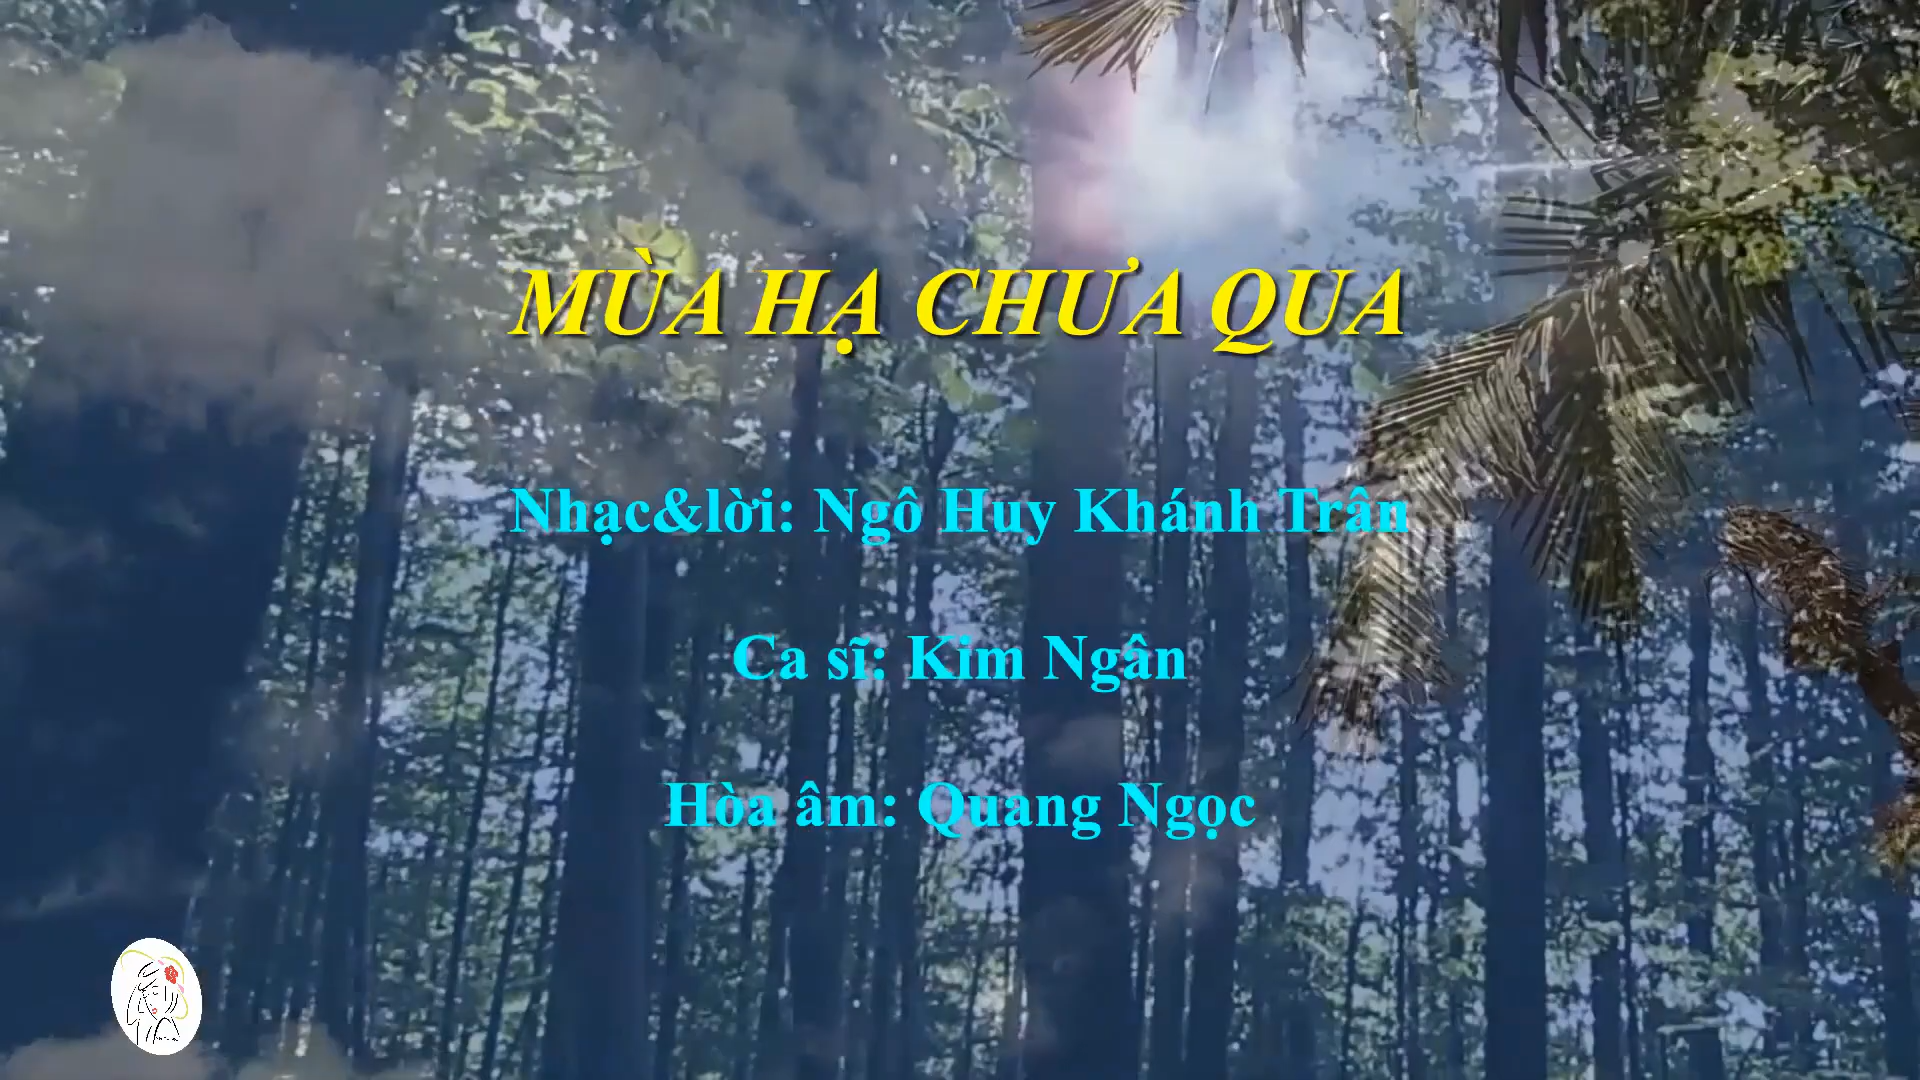 MÙA HẠ CHƯA QUA
Nhạc&lời: Ngô Huy Khánh Trân
Ca sĩ: Kim Ngân
Hòa âm: Quang Ngọc